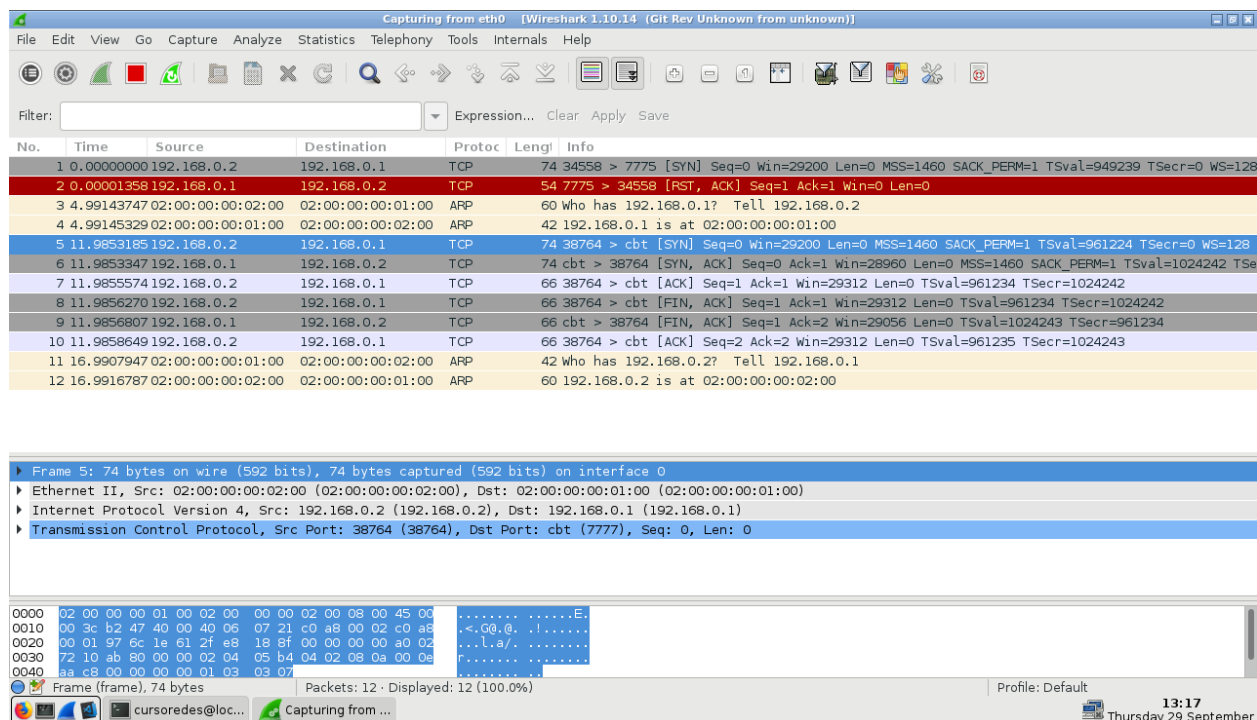 Capturing from eth0 [Wireshark 1.10.14 (Git Rev Unknown from unknown)]
File Edit View Go Capture Analyze Statistics Telephony Tools Internals Help
Filter: Expression... Clear Apply Save
No. Time Source Destination Protoc Lengt Info
1 0.00000000 192.168.0.2 192.168.0.1 TCP 74 34558 > 7775 [SYN] Seq=0 Win=29200 Len=0 MSS=1460 SACK_PERM=1 TSval=949239 TSecr=0 WS=128
2 0.00001358 192.168.0.1 192.168.0.2 TCP 54 7775 > 34558 [RST, ACK] Seq=1 Ack=1 Win=0 Len=0
3 4.99143747 02:00:00:00:02:00 02:00:00:00:01:00 ARP 60 Who has 192.168.0.1? Tell 192.168.0.2
4 4.99145329 02:00:00:00:01:00 02:00:00:00:02:00 ARP 42 192.168.0.1 is at 02:00:00:00:01:00
5 11.9853185 192.168.0.2 192.168.0.1 TCP 74 38764 > cbt [SYN] Seq=0 Win=29200 Len=0 MSS=1460 SACK_PERM=1 TSval=961224 TSecr=0 WS=128
6 11.9853347 192.168.0.1 192.168.0.2 TCP 74 cbt > 38764 [SYN, ACK] Seq=0 Ack=1 Win=28960 Len=0 MSS=1460 SACK_PERM=1 TSval=1024242 TSe
7 11.9855574 192.168.0.2 192.168.0.1 TCP 66 38764 > cbt [ACK] Seq=1 Ack=1 Win=29312 Len=0 TSval=961234 TSecr=1024242
8 11.9856270 192.168.0.2 192.168.0.1 TCP 66 38764 > cbt [FIN, ACK] Seq=1 Ack=1 Win=29312 Len=0 TSval=961234 TSecr=1024242
9 11.9856807 192.168.0.1 192.168.0.2 TCP 66 cbt > 38764 [FIN, ACK] Seq=1 Ack=2 Win=29056 Len=0 TSval=1024243 TSecr=961234
10 11.9858649 192.168.0.2 192.168.0.1 TCP 66 38764 > cbt [ACK] Seq=2 Ack=2 Win=29312 Len=0 TSval=961235 TSecr=1024243
11 16.9907947 02:00:00:00:01:00 02:00:00:00:02:00 ARP 42 Who has 192.168.0.2? Tell 192.168.0.1
12 16.9916787 02:00:00:00:02:00 02:00:00:00:01:00 ARP 60 192.168.0.2 is at 02:00:00:00:02:00
Frame 5: 74 bytes on wire (592 bits), 74 bytes captured (592 bits) on interface 0
Ethernet II, Src: 02:00:00:00:02:00 (02:00:00:00:02:00), Dst: 02:00:00:00:01:00 (02:00:00:00:01:00)
Internet Protocol Version 4, Src: 192.168.0.2 (192.168.0.2), Dst: 192.168.0.1 (192.168.0.1)
Transmission Control Protocol, Src Port: 38764 (38764), Dst Port: cbt (7777), Seq: 0, Len: 0
0000 02 00 00 00 01 00 02 00 00 00 02 00 08 00 45 00 ........ ......E.
0010 00 3c b2 47 40 00 40 06 07 21 c0 a8 00 02 c0 a8 .<.G@.@. .!......
0020 00 01 97 6c 1e 61 2f e8 18 8f 00 00 00 00 a0 02 ...l.a/. ........
0030 72 10 ab 80 00 00 02 04 05 b4 04 02 08 0a 00 0e r....... ........
0040 aa c8 00 00 00 00 01 03 03 07 ........ ..
Frame (frame), 74 bytes Packets: 12 · Displayed: 12 (100.0%) Profile: Default
cursoredes@loc... Capturing from ... 13:17
Thursday 29 September